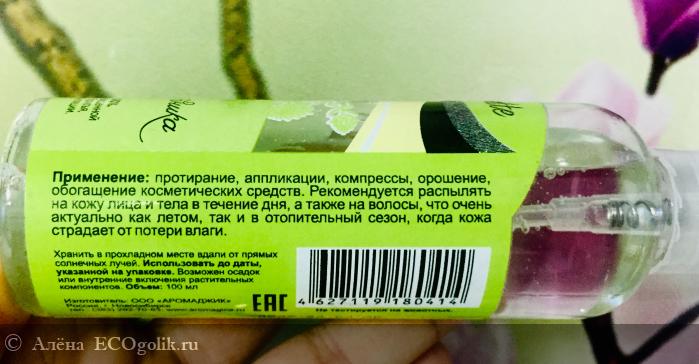 Применение: протирание, аппликации, компрессы, орошение,
обогащение косметических средств. Рекомендуется распылять
на кожу лица и тела в течение дня, а также на волосы, что очень
актуально как летом, так и в отопительный сезон, когда кожа
страдает от потери влаги.
Хранить в прохладном месте вдали от прямых
солнечных лучей. Использовать до даты,
указанной на упаковке. Возможен осадок
или внутренние включения растительных
компонентов. Объем: 100 мл
Изготовитель: ООО «АРОМАДЖИК»
Россия, г. Новосибирск
EAC
4627119180414
Не тестируется на животных.
Алёна ECOgolik.ru